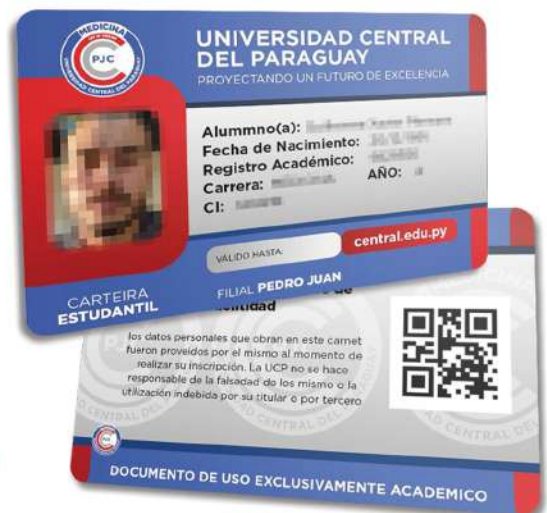 MEDICINA
PJC
UNIVERSIDAD CENTRAL DEL PARAGUAY
UNIVERSIDAD CENTRAL
DEL PARAGUAY
PROYECTANDO UN FUTURO DE EXCELENCIA
Alummno(a):
Fecha de Nacimiento:
Registro Académico:
Carrera:
AÑO:
CI:
VÁLIDO HASTA:
central.edu.py
CARTEIRA
ESTUDANTIL
FILIAL PEDRO JUAN
de
los datos personales que obran en este carnet
fueron proveidos por el mismo al momento de
realizar su inscripción. La UCP no se hace
responsable de la falsadad do los mismo o la
utilización indebida por su titular o por tercero
DOCUMENTO DE USO EXCLUSIVAMENTE ACADEMICO